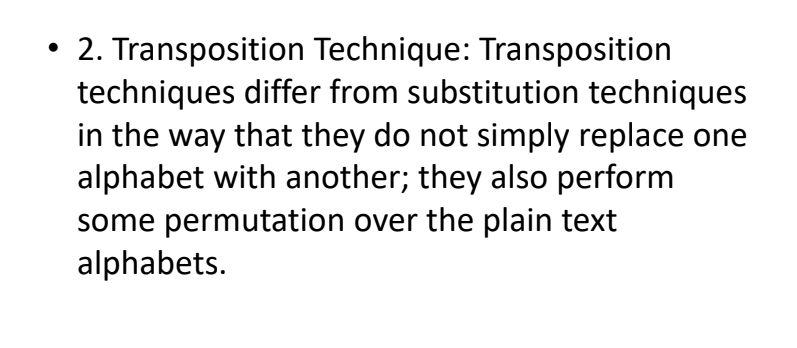 • 2. Transposition Technique: Transposition
techniques differ from substitution techniques
in the way that they do not simply replace one
alphabet with another; they also perform
some permutation over the plain text
alphabets.